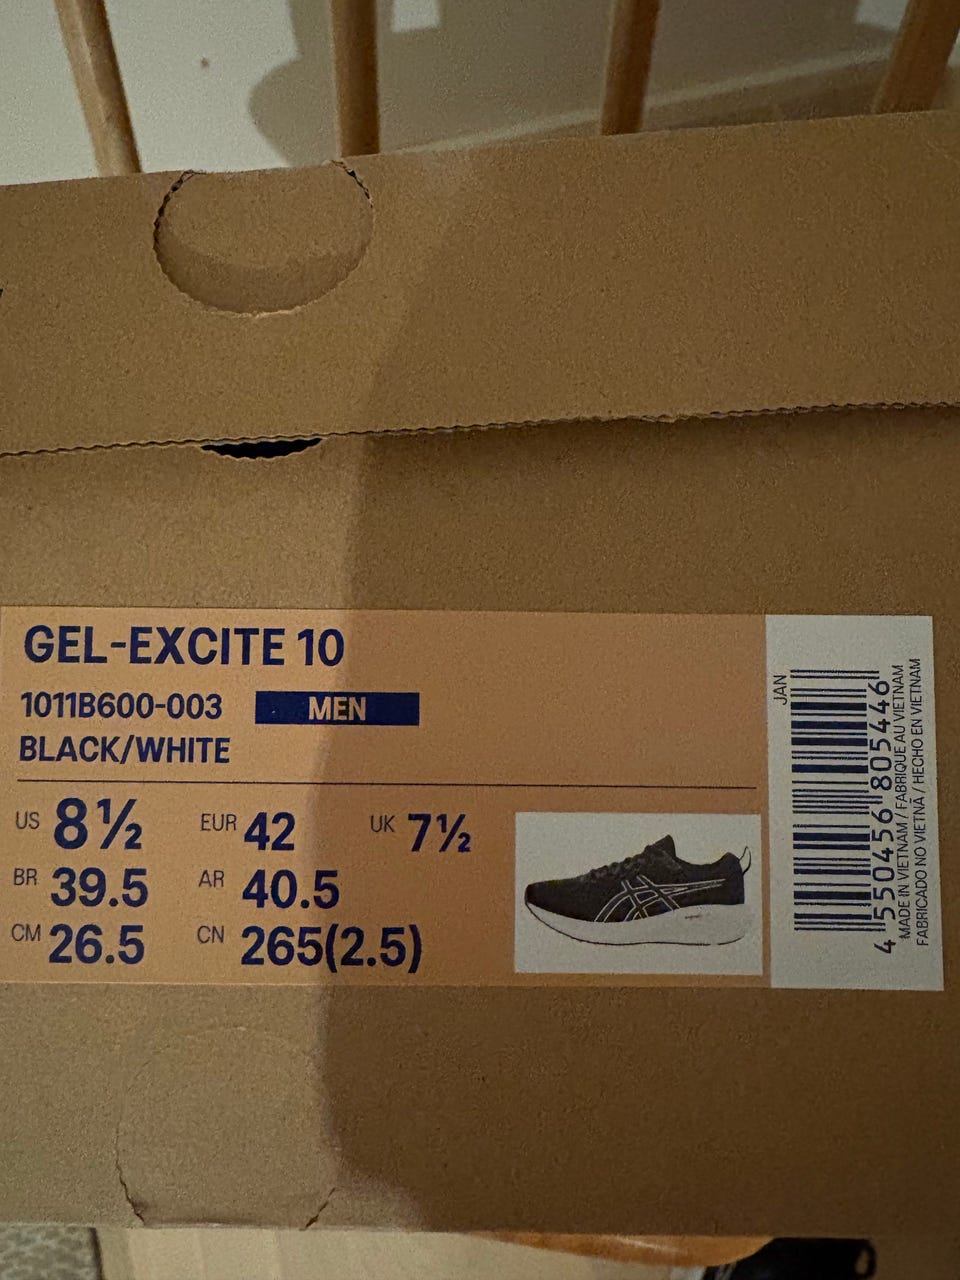 GEL-EXCITE 10
1011B600-003 MEN
BLACK/WHITE
US 8½ EUR 42 UK 7½
BR 39.5 AR 40.5
CM 26.5 CN 265(2.5)
JAN
4 550456 805446
MADE IN VIETNAM / FABRIQUE AU VIETNAM
FABRICADO NO VIETNÃ / HECHO EN VIETNAM